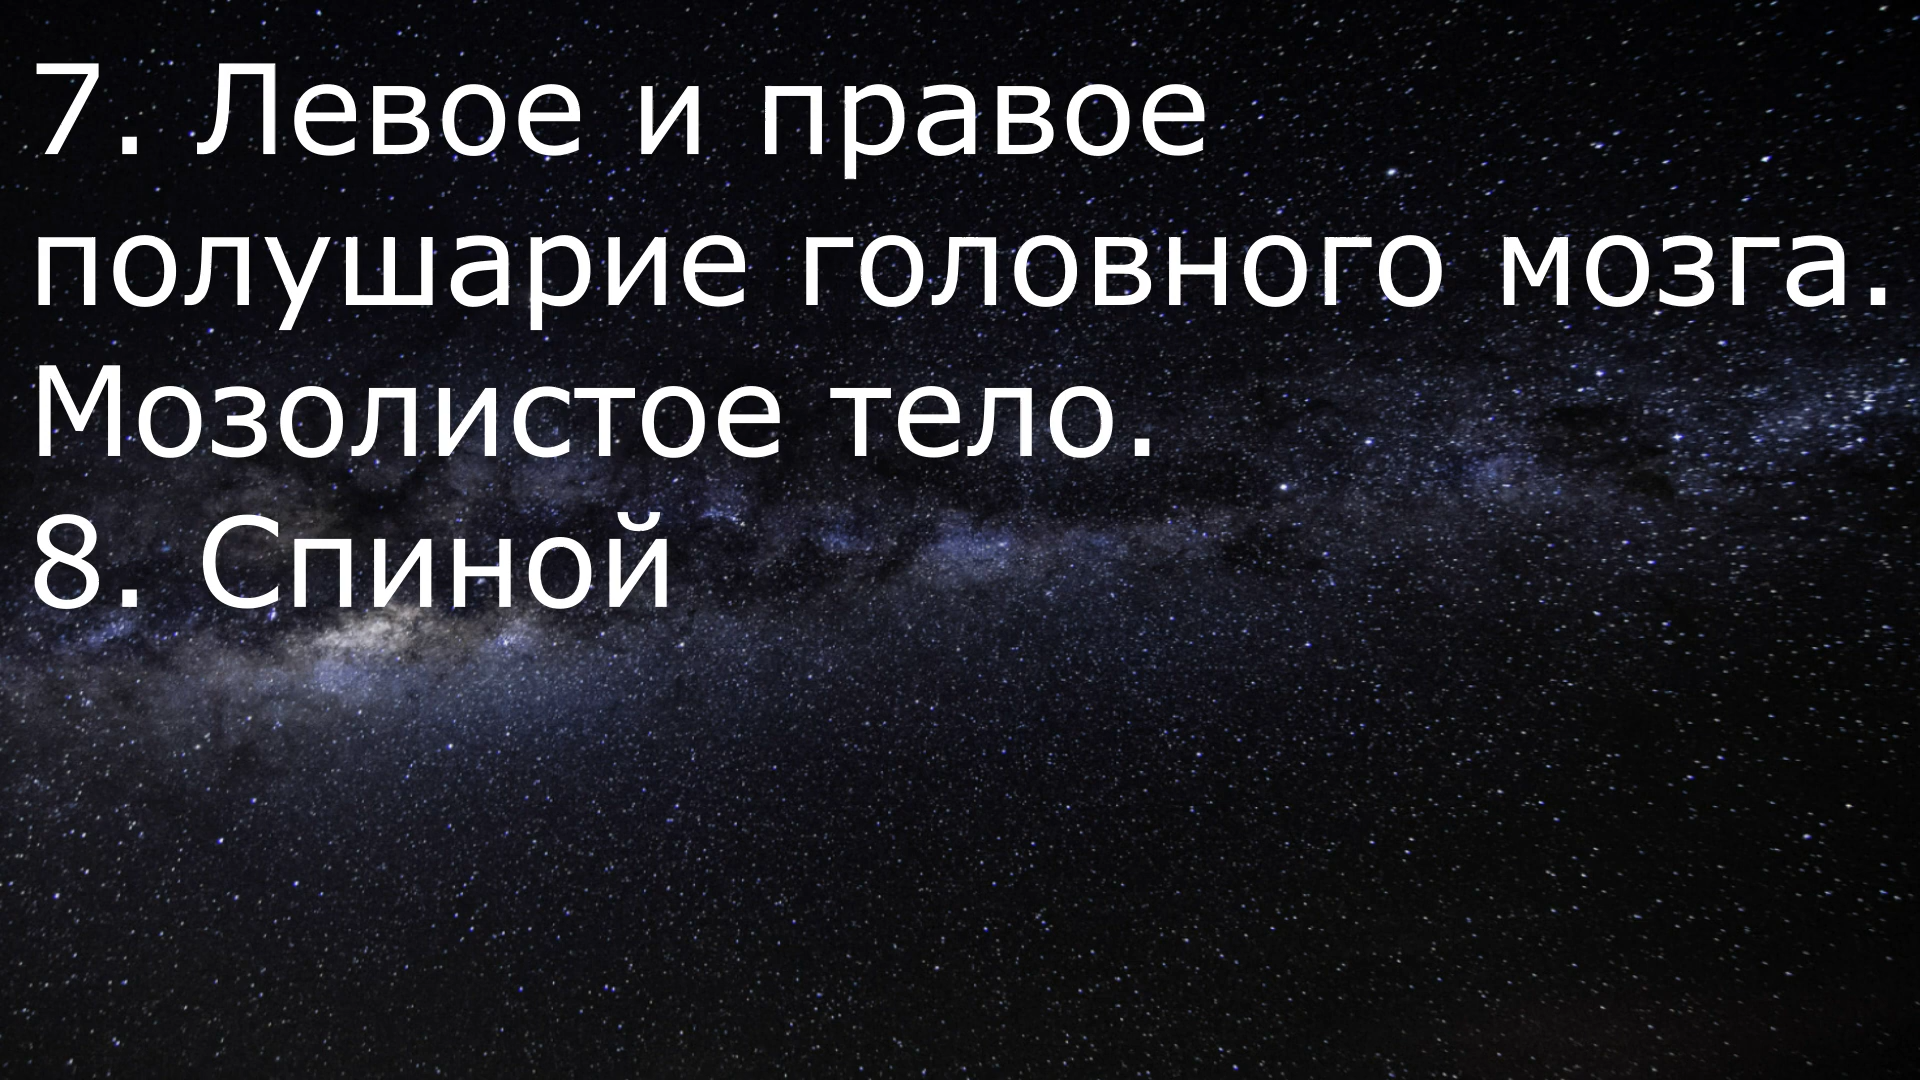 7. Левое и правое
полушарие головного мозга.
Мозолистое тело.
8. Спиной